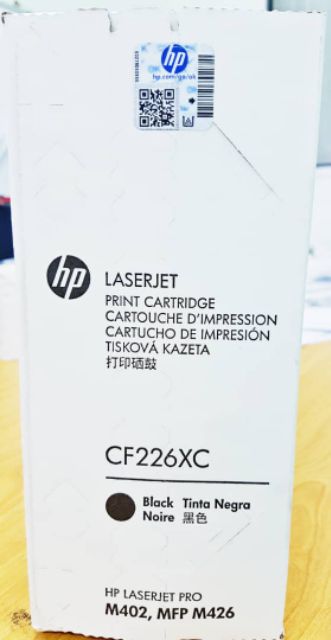 hp
hp.com/go/ok
hp
LASERJET
PRINT CARTRIDGE
CARTOUCHE D'IMPRESSION
CARTUCHO DE IMPRESIÓN
TISKOVÁ KAZETA
打印硒鼓
CF226XC
Black Tinta Negra
Noire 黑色
HP LASERJET PRO
M402, MFP M426